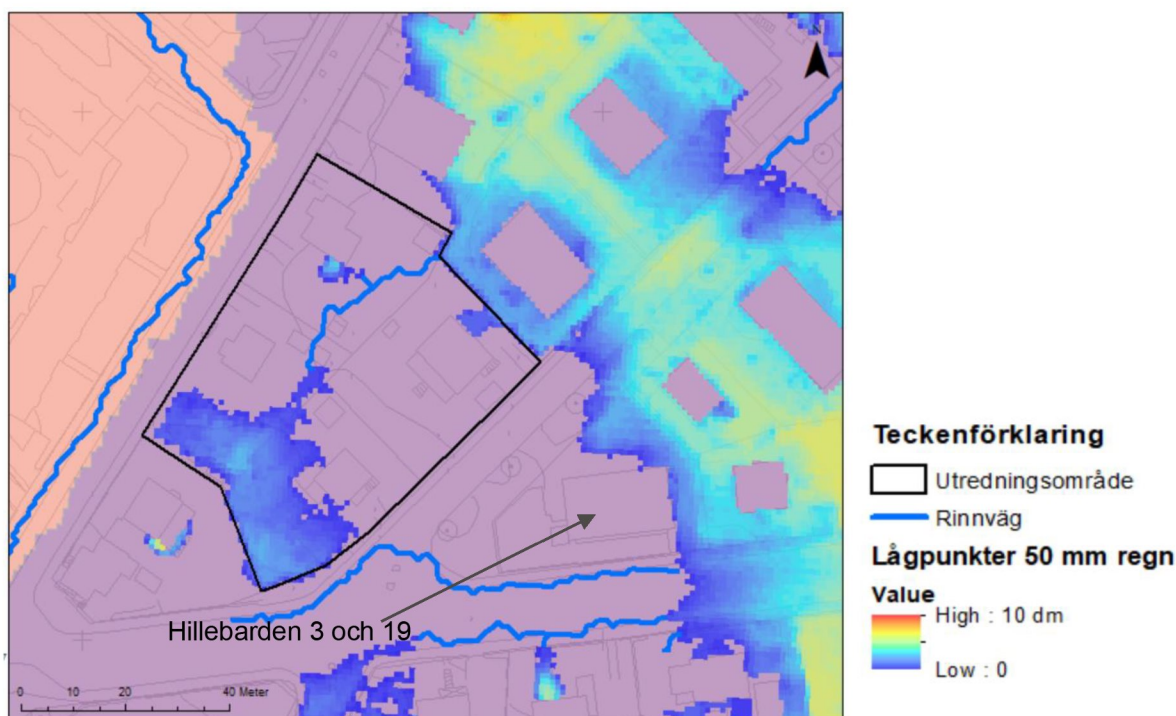 N
Hillebarden 3 och 19
0 10 20 40 Meter
Teckenförklaring
Utredningsområde
Rinnväg
Lågpunkter 50 mm regn
Value
High : 10 dm
Low : 0